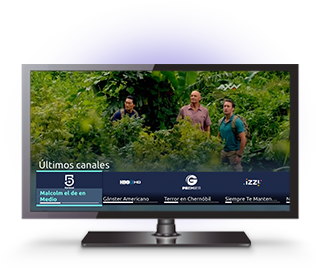 Últimos canales
5
HBO HD
G
PREMIER
izzi
Malcolm el de en
Medio
Gánster Americano
Terror en Chernóbil
Siempre Te Manten...